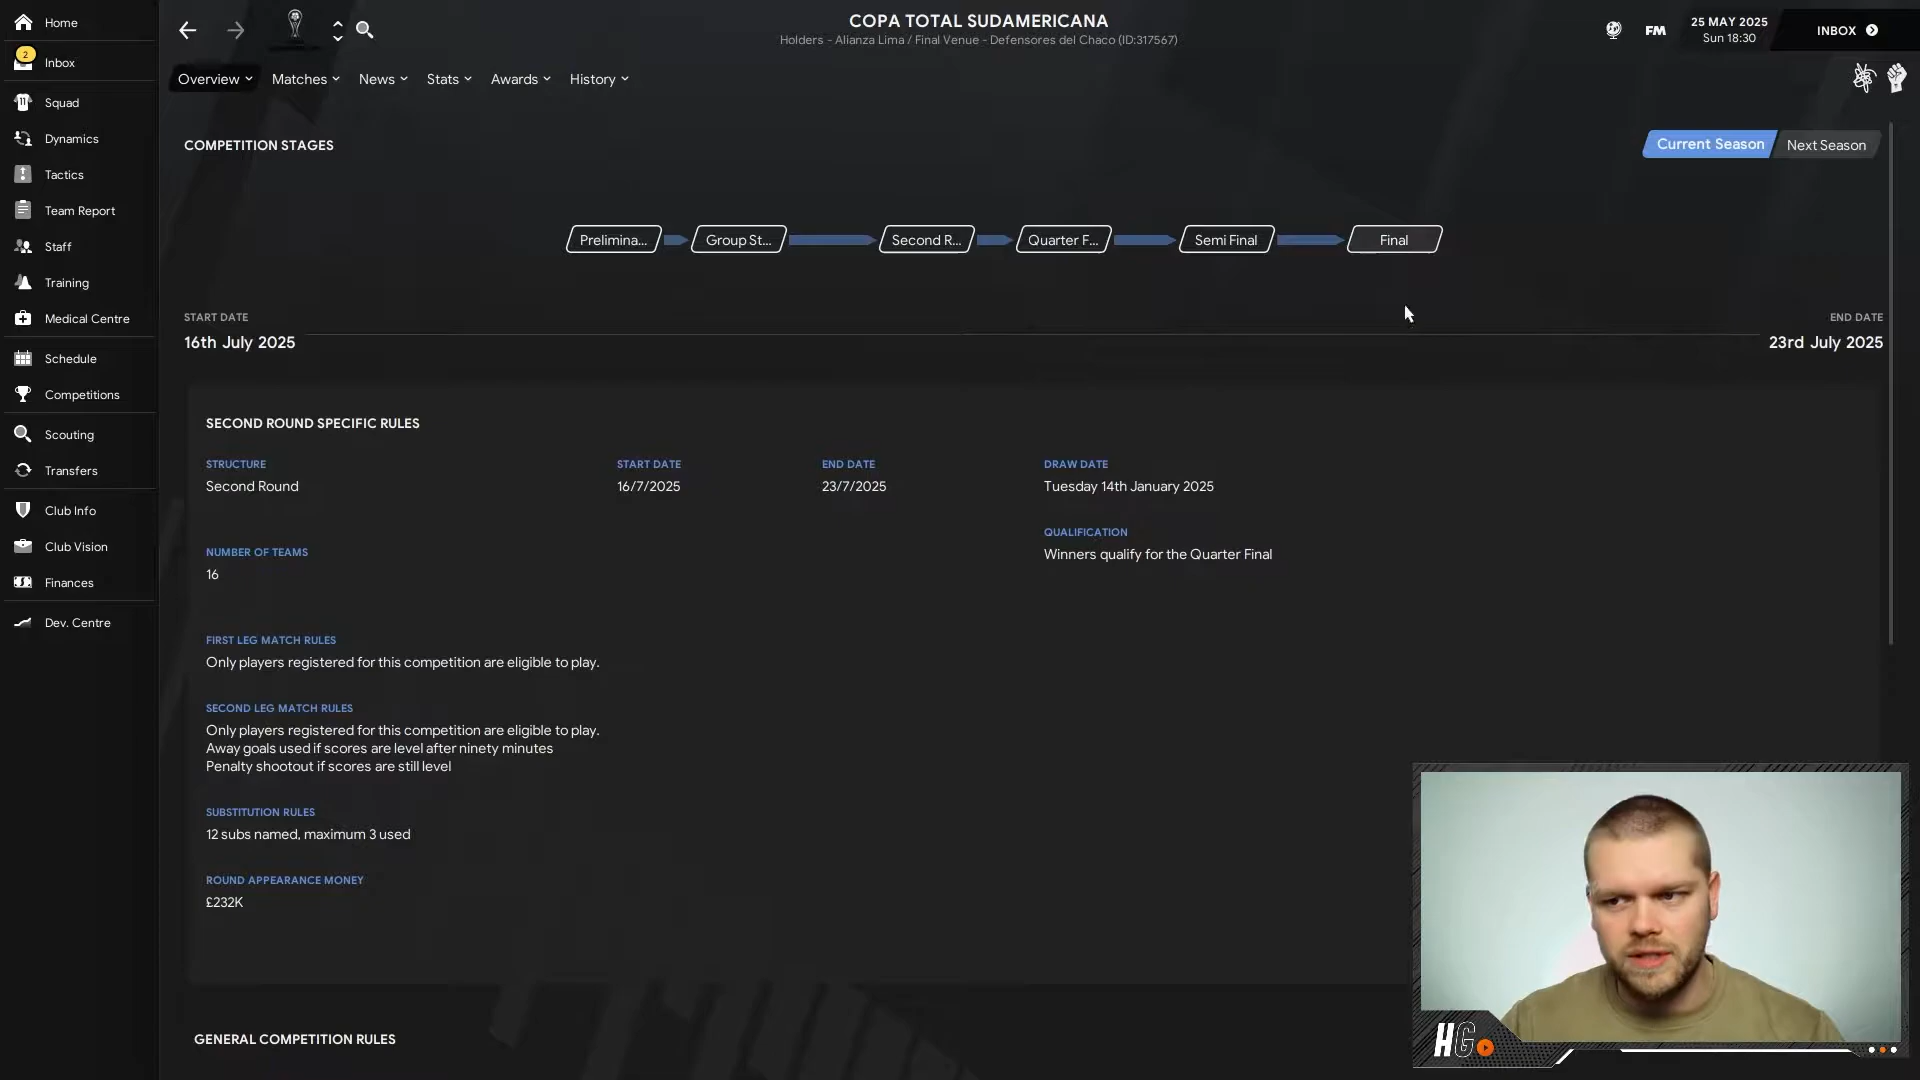 Home
2
Inbox
Squad
Dynamics
Tactics
Team Report
Staff
Training
Medical Centre
Schedule
Competitions
Scouting
Transfers
Club Info
Club Vision
Finances
Dev. Centre
COPA TOTAL SUDAMERICANA
Holders - Alianza Lima / Final Venue - Defensores del Chaco (ID:317567)
FM
25 MAY 2025
Sun 18:30
INBOX
Overview Matches News Stats Awards History
COMPETITION STAGES
Current Season Next Season
Prelimina... Group St... Second R... Quarter F... Semi Final Final
START DATE
16th July 2025
END DATE
23rd July 2025
SECOND ROUND SPECIFIC RULES
STRUCTURE START DATE END DATE DRAW DATE
Second Round 16/7/2025 23/7/2025 Tuesday 14th January 2025
QUALIFICATION
Winners qualify for the Quarter Final
NUMBER OF TEAMS
16
FIRST LEG MATCH RULES
Only players registered for this competition are eligible to play.
SECOND LEG MATCH RULES
Only players registered for this competition are eligible to play.
Away goals used if scores are level after ninety minutes
Penalty shootout if scores are still level
SUBSTITUTION RULES
12 subs named, maximum 3 used
ROUND APPEARANCE MONEY
£232K
GENERAL COMPETITION RULES
HG